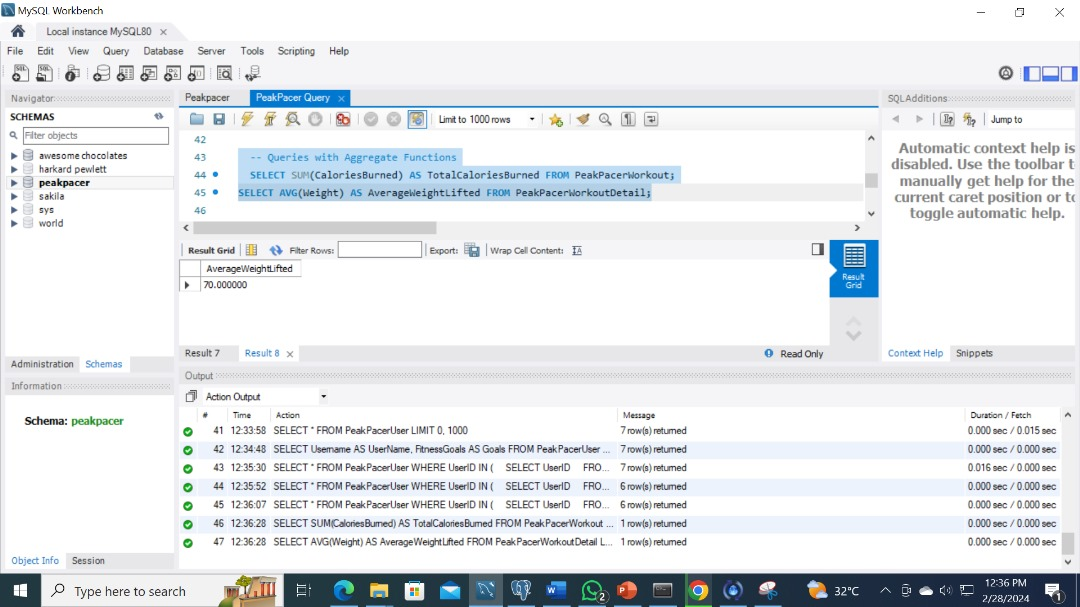 MySQL Workbench
Local instance MySQL80
File Edit View Query Database Server Tools Scripting Help
Navigator
SCHEMAS
Filter objects
awesome chocolates
harkard pewlett
peakpacer
sakila
sys
world
Administration Schemas
Information
Schema: peakpacer
Object Info Session
Peakpacer PeakPacer Query
Limit to 1000 rows
42
43 -- Queries with Aggregate Functions
44 SELECT SUM(CaloriesBurned) AS TotalCaloriesBurned FROM PeakPacerWorkout;
45 SELECT AVG(Weight) AS AverageWeightLifted FROM PeakPacerWorkoutDetail;
46
Result Grid Filter Rows: Export: Wrap Cell Content:
AverageWeightLifted
70.000000
Result Grid
Result 7 Result 8 Read Only
Output
Action Output
# Time Action Message Duration / Fetch
41 12:33:58 SELECT * FROM PeakPacerUser LIMIT 0, 1000 7 row(s) returned 0.000 sec / 0.015 sec
42 12:34:48 SELECT Username AS UserName, FitnessGoals AS Goals FROM PeakPacerUser ... 7 row(s) returned 0.000 sec / 0.000 sec
43 12:35:30 SELECT * FROM PeakPacerUser WHERE UserID IN ( SELECT UserID FRO... 7 row(s) returned 0.016 sec / 0.000 sec
44 12:35:52 SELECT * FROM PeakPacerUser WHERE UserID IN ( SELECT UserID FRO... 6 row(s) returned 0.000 sec / 0.000 sec
45 12:36:07 SELECT * FROM PeakPacerUser WHERE UserID IN ( SELECT UserID FRO... 6 row(s) returned 0.000 sec / 0.000 sec
46 12:36:28 SELECT SUM(CaloriesBurned) AS TotalCaloriesBurned FROM PeakPacerWorkout ... 1 row(s) returned 0.000 sec / 0.000 sec
47 12:36:28 SELECT AVG(Weight) AS AverageWeightLifted FROM PeakPacerWorkoutDetail L... 1 row(s) returned 0.000 sec / 0.000 sec
SQLAdditions
Jump to
Automatic context help is
disabled. Use the toolbar t
manually get help for the
current caret position or to
toggle automatic help.
Context Help Snippets
Type here to search
2
32°C
12:36 PM
2/28/2024
1